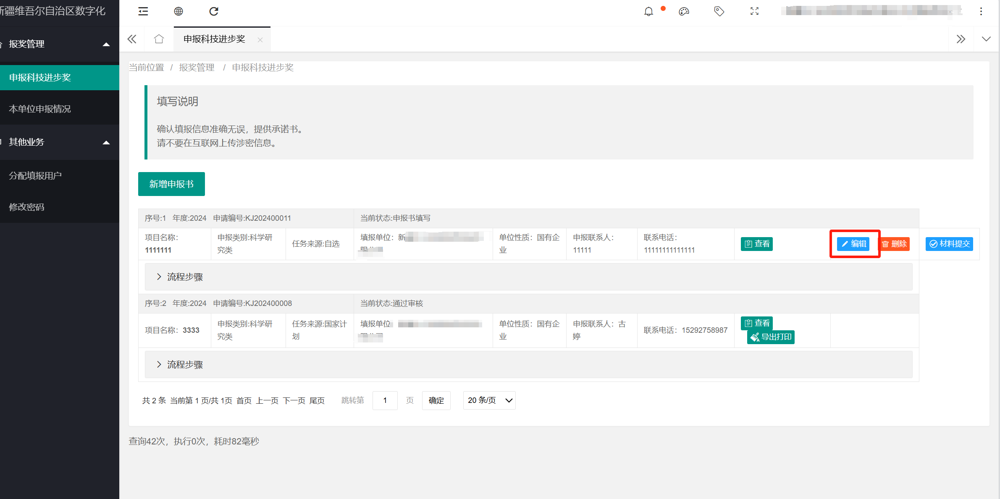 疆维吾尔自治区数字化
报奖管理
申报科技进步奖
本单位申报情况
其他业务
分配填报用户
修改密码
申报科技进步奖
当前位置 / 报奖管理 / 申报科技进步奖
填写说明
确认填报信息准确无误，提供承诺书。
请不要在互联网上传涉密信息。
新增申报书
序号:1 年度:2024 申请编号:KJ202400011 当前状态:申报书填写
项目名称：
1111111
申报类别:科学研
究类
任务来源:自选
填报单位：新
单位性质：国有企
业
申报联系人：
11111
联系电话：
11111111111111
查看
编辑
删除
材料提交
流程步骤
序号:2 年度:2024 申请编号:KJ202400008 当前状态:通过审核
项目名称：3333
申报类别:科学研
究类
任务来源:国家计
划
填报单位
单位性质：国有企
业
申报联系人：古
婷
联系电话：15292758987
查看
导出打印
流程步骤
共 2 条 当前第 1 页/共 1页 首页 上一页 下一页 尾页 跳转第 1 页 确定 20 条/页
查询42次，执行0次，耗时82毫秒